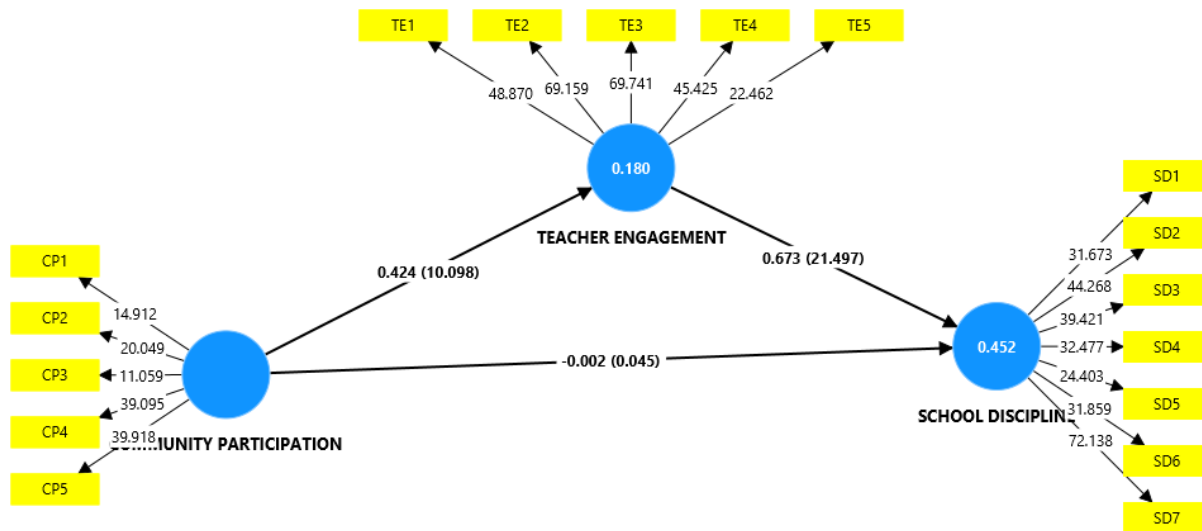 TE1 TE2 TE3 TE4 TE5
48.870 69.159 69.741 45.425 22.462
0.180
TEACHER ENGAGEMENT
0.424 (10.098)
0.673 (21.497)
-0.002 (0.045)
CP1
CP2
CP3
CP4
CP5
14.912
20.049
11.059
39.095
39.918
MUNITY PARTICIPATION
0.452
SCHOOL DISCIPLINE
31.673
44.268
39.421
32.477
24.403
31.859
72.138
SD1
SD2
SD3
SD4
SD5
SD6
SD7